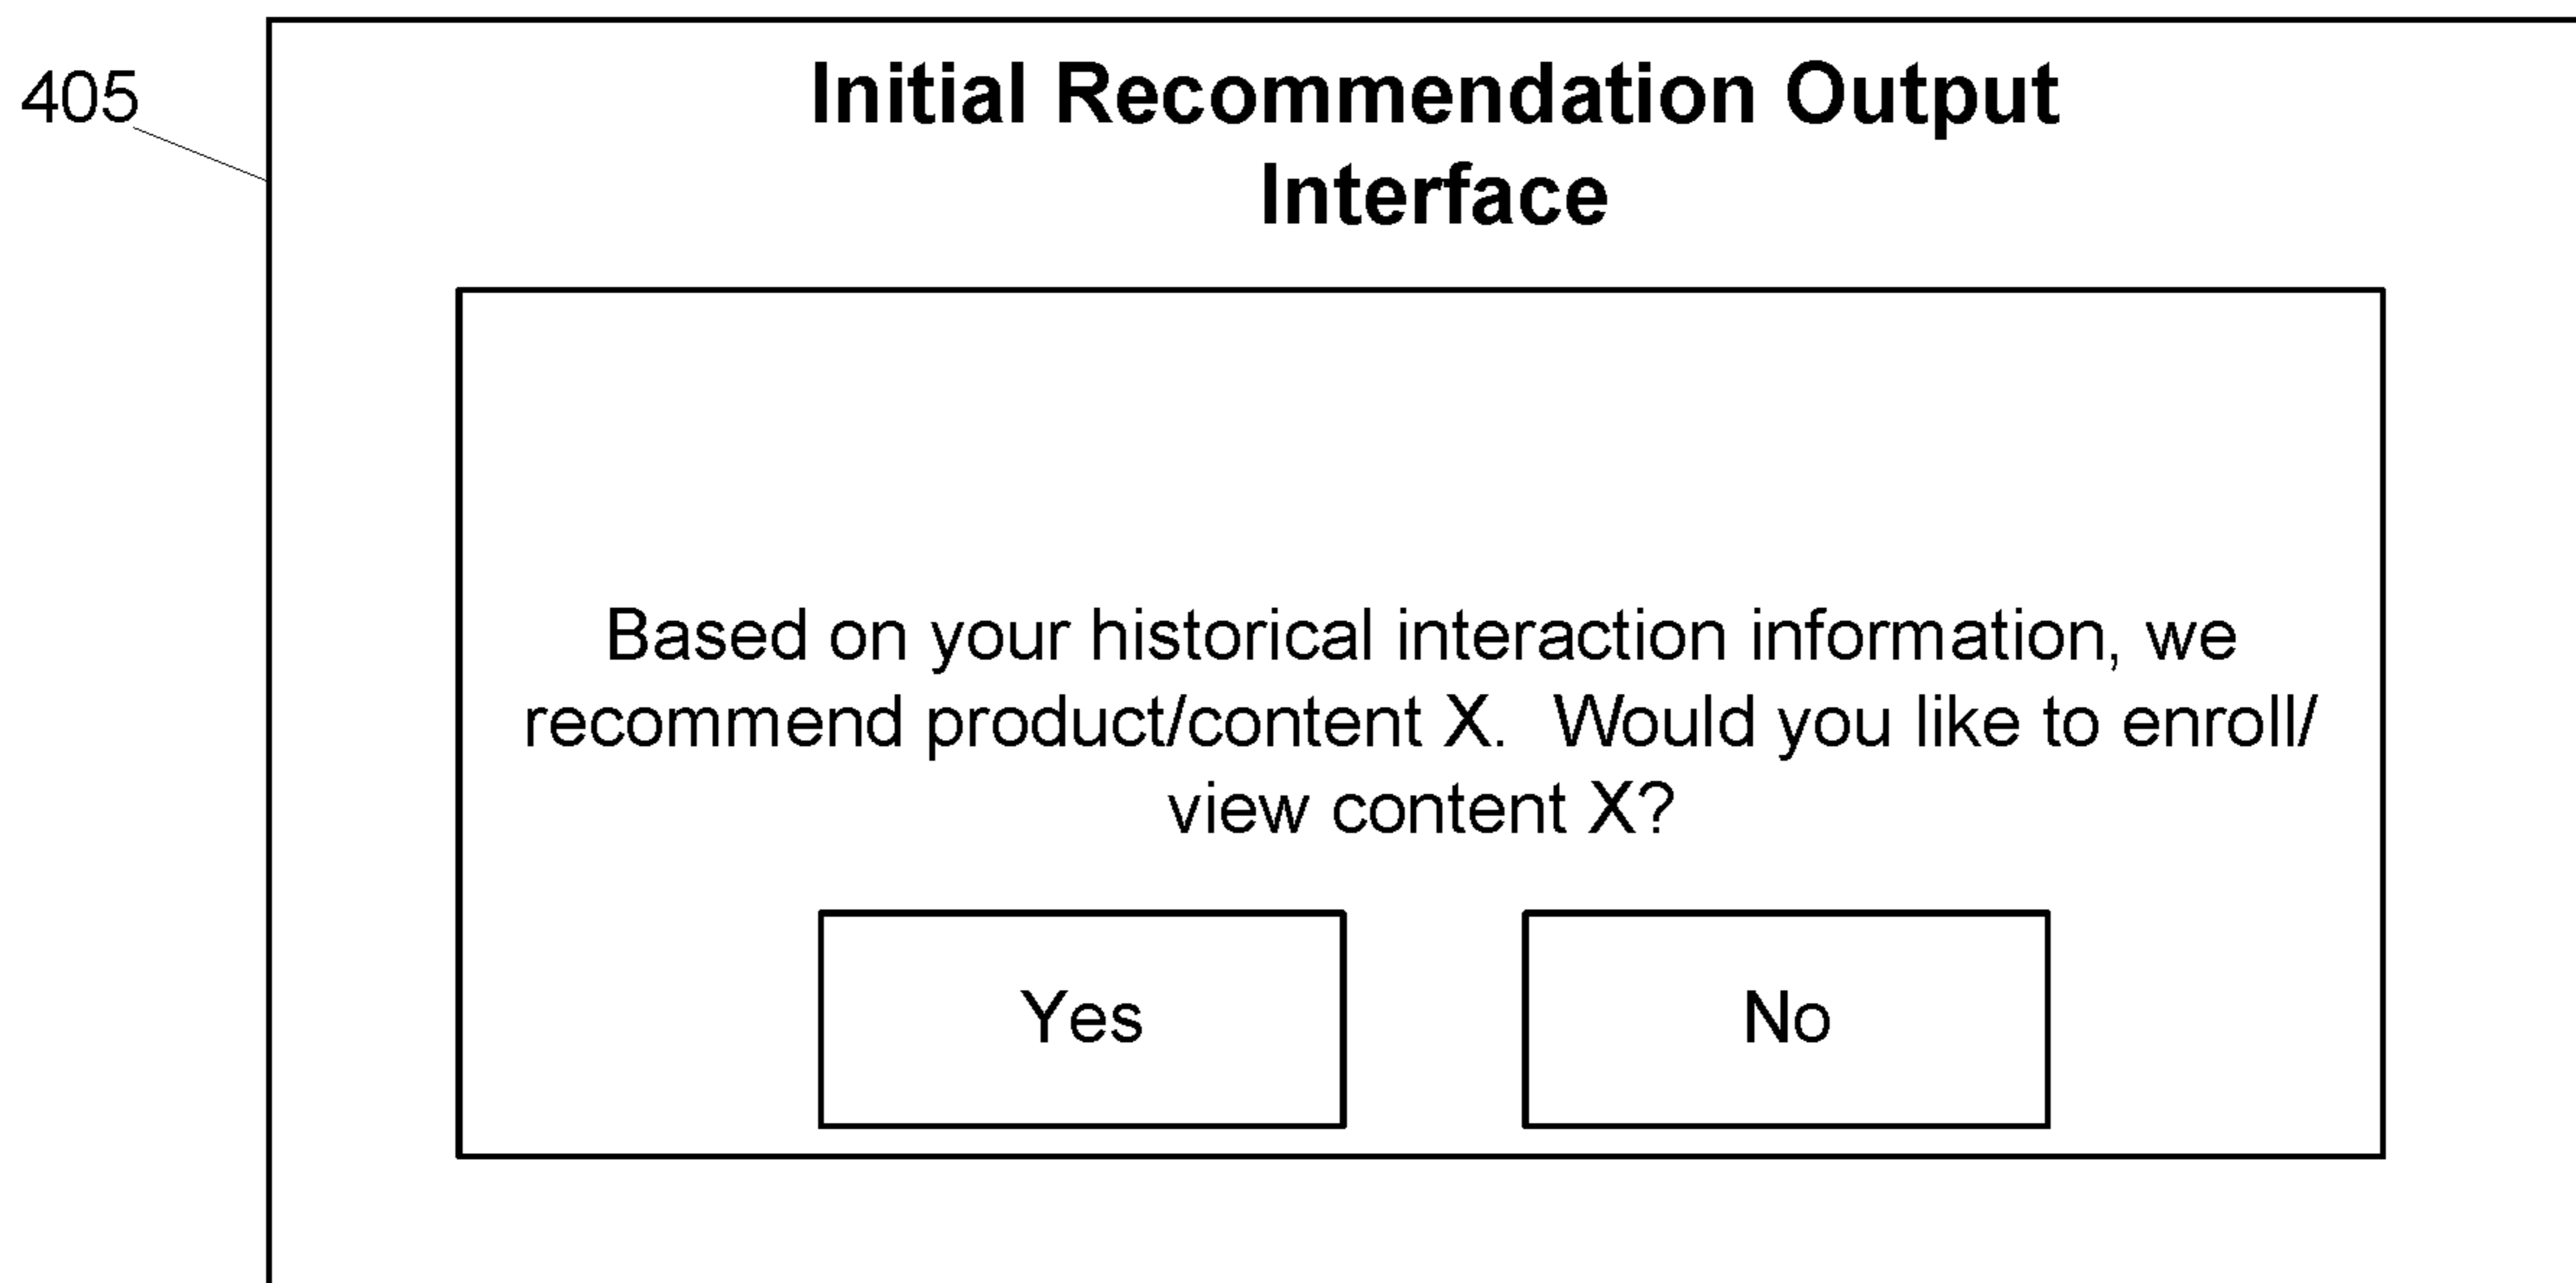 405
Initial Recommendation Output
Interface
Based on your historical interaction information, we
recommend product/content X. Would you like to enroll/
view content X?
Yes
No